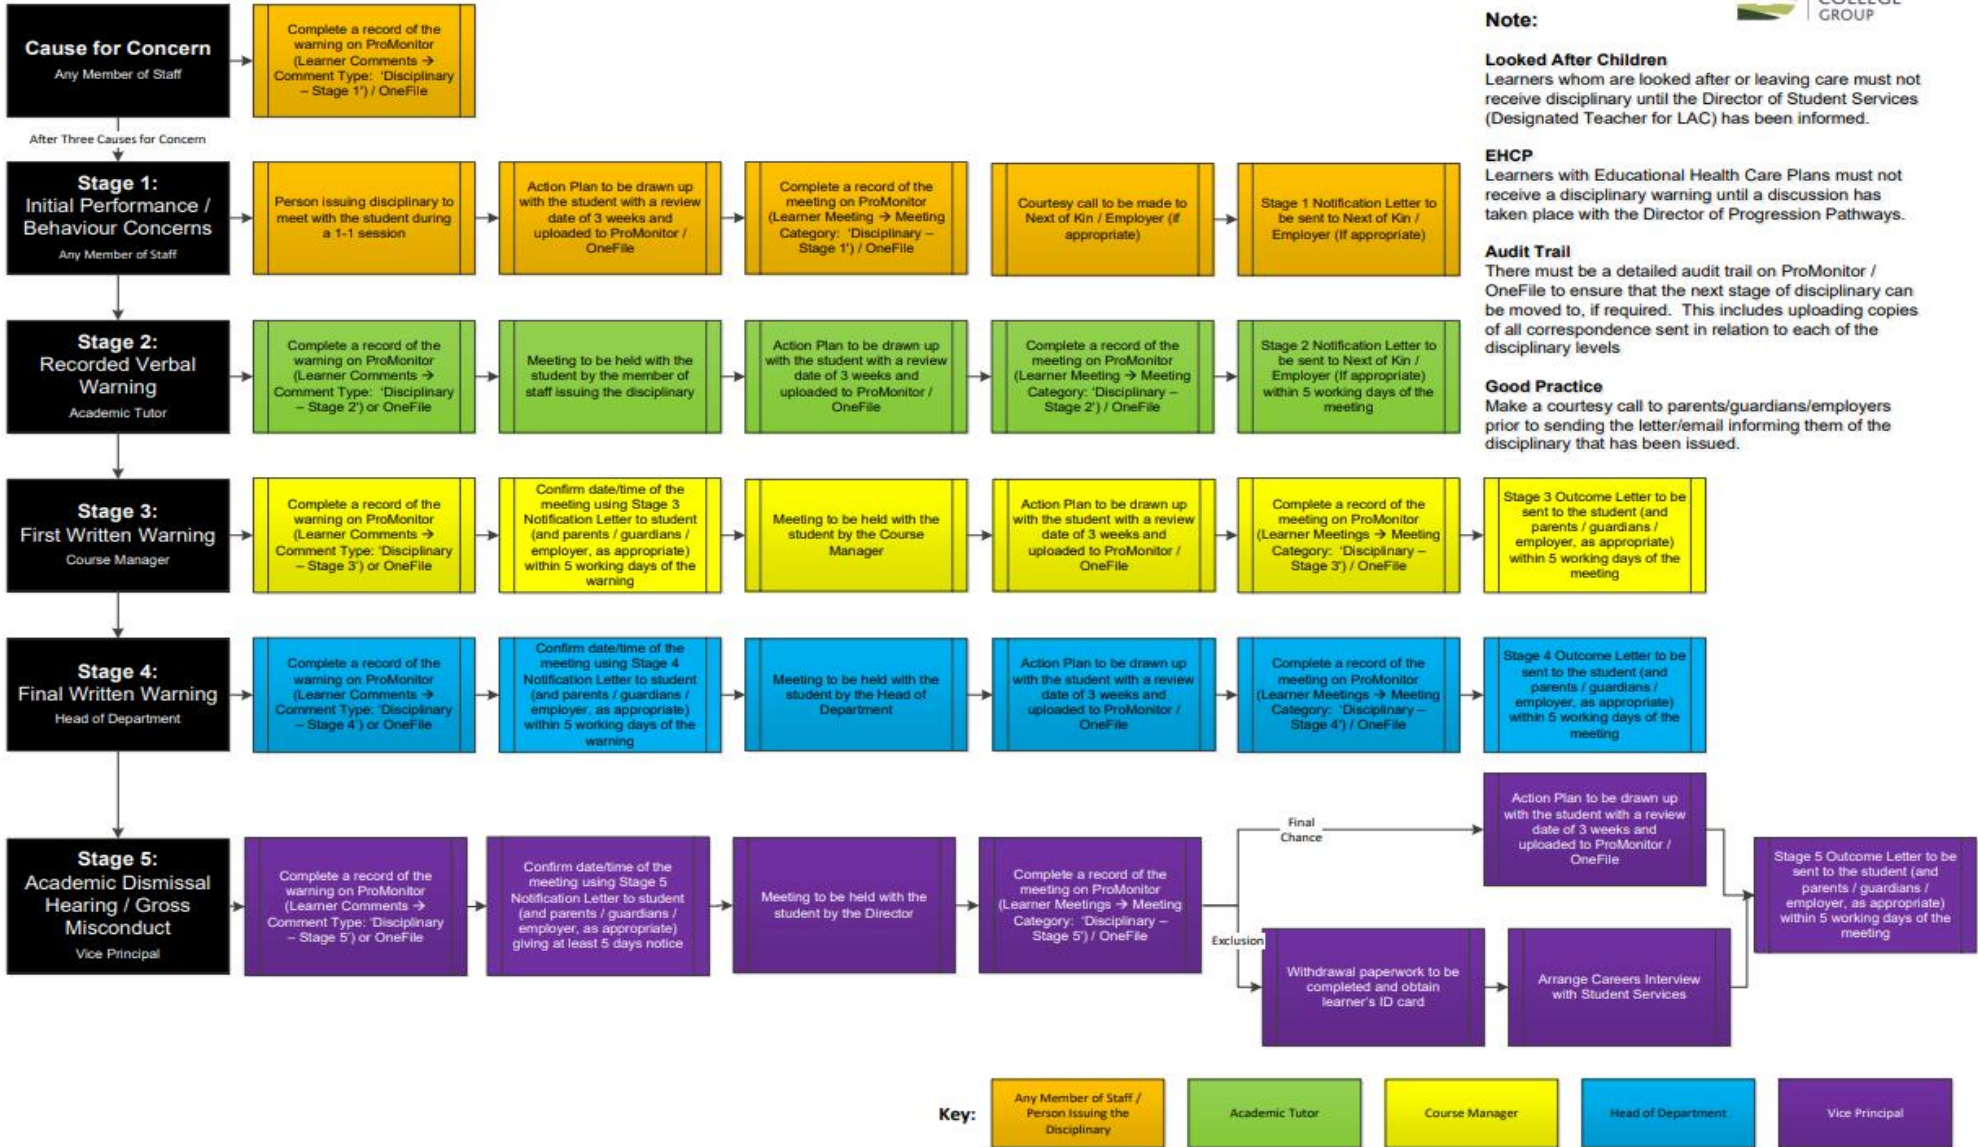 Cause for Concern
Any Member of Staff
Complete a record of the
warning on ProMonitor
(Learner Comments →
Comment Type: 'Disciplinary
– Stage 1') / OneFile
After Three Causes for Concern
Stage 1:
Initial Performance /
Behaviour Concerns
Any Member of Staff
Person issuing disciplinary to
meet with the student during
a 1-1 session
Action Plan to be drawn up
with the student with a review
date of 3 weeks and
uploaded to ProMonitor /
OneFile
Complete a record of the
meeting on ProMonitor
(Learner Meeting → Meeting
Category: 'Disciplinary –
Stage 1') / OneFile
Courtesy call to be made to
Next of Kin / Employer (if
appropriate)
Stage 1 Notification Letter to
be sent to Next of Kin /
Employer (If appropriate)
Stage 2:
Recorded Verbal
Warning
Academic Tutor
Complete a record of the
warning on ProMonitor
(Learner Comments →
Comment Type: 'Disciplinary
– Stage 2') or OneFile
Meeting to be held with the
student by the member of
staff issuing the disciplinary
Action Plan to be drawn up
with the student with a review
date of 3 weeks and
uploaded to ProMonitor /
OneFile
Complete a record of the
meeting on ProMonitor
(Learner Meeting → Meeting
Category: 'Disciplinary –
Stage 2') / OneFile
Stage 2 Notification Letter to
be sent to Next of Kin /
Employer (If appropriate)
within 5 working days of the
meeting
Stage 3:
First Written Warning
Course Manager
Complete a record of the
warning on ProMonitor
(Learner Comments →
Comment Type: 'Disciplinary
– Stage 3') or OneFile
Confirm date/time of the
meeting using Stage 3
Notification Letter to student
(and parents / guardians /
employer, as appropriate)
within 5 working days of the
warning
Meeting to be held with the
student by the Course
Manager
Action Plan to be drawn up
with the student with a review
date of 3 weeks and
uploaded to ProMonitor /
OneFile
Complete a record of the
meeting on ProMonitor
(Learner Meetings → Meeting
Category: 'Disciplinary –
Stage 3') / OneFile
Stage 3 Outcome Letter to be
sent to the student (and
parents / guardians /
employer, as appropriate)
within 5 working days of the
meeting
Stage 4:
Final Written Warning
Head of Department
Complete a record of the
warning on ProMonitor
(Learner Comments →
Comment Type: 'Disciplinary
– Stage 4') or OneFile
Confirm date/time of the
meeting using Stage 4
Notification Letter to student
(and parents / guardians /
employer, as appropriate)
within 5 working days of the
warning
Meeting to be held with the
student by the Head of
Department
Action Plan to be drawn up
with the student with a review
date of 3 weeks and
uploaded to ProMonitor /
OneFile
Complete a record of the
meeting on ProMonitor
(Learner Meetings → Meeting
Category: 'Disciplinary –
Stage 4') / OneFile
Stage 4 Outcome Letter to be
sent to the student (and
parents / guardians /
employer, as appropriate)
within 5 working days of the
meeting
Stage 5:
Academic Dismissal
Hearing / Gross
Misconduct
Vice Principal
Complete a record of the
warning on ProMonitor
(Learner Comments →
Comment Type: 'Disciplinary
– Stage 5') or OneFile
Confirm date/time of the
meeting using Stage 5
Notification Letter to student
(and parents / guardians /
employer, as appropriate)
giving at least 5 days notice
Meeting to be held with the
student by the Director
Complete a record of the
meeting on ProMonitor
(Learner Meetings → Meeting
Category: 'Disciplinary –
Stage 5') / OneFile
Final
Chance
Action Plan to be drawn up
with the student with a review
date of 3 weeks and
uploaded to ProMonitor /
OneFile
Exclusion
Withdrawal paperwork to be
completed and obtain
learner's ID card
Arrange Careers Interview
with Student Services
Stage 5 Outcome Letter to be
sent to the student (and
parents / guardians /
employer, as appropriate)
within 5 working days of the
meeting
COLLEGE
GROUP
Note:
Looked After Children
Learners whom are looked after or leaving care must not
receive disciplinary until the Director of Student Services
(Designated Teacher for LAC) has been informed.
EHCP
Learners with Educational Health Care Plans must not
receive a disciplinary warning until a discussion has
taken place with the Director of Progression Pathways.
Audit Trail
There must be a detailed audit trail on ProMonitor /
OneFile to ensure that the next stage of disciplinary can
be moved to, if required.  This includes uploading copies
of all correspondence sent in relation to each of the
disciplinary levels
Good Practice
Make a courtesy call to parents/guardians/employers
prior to sending the letter/email informing them of the
disciplinary that has been issued.
Key:
Any Member of Staff /
Person Issuing the
Disciplinary
Academic Tutor
Course Manager
Head of Department
Vice Principal